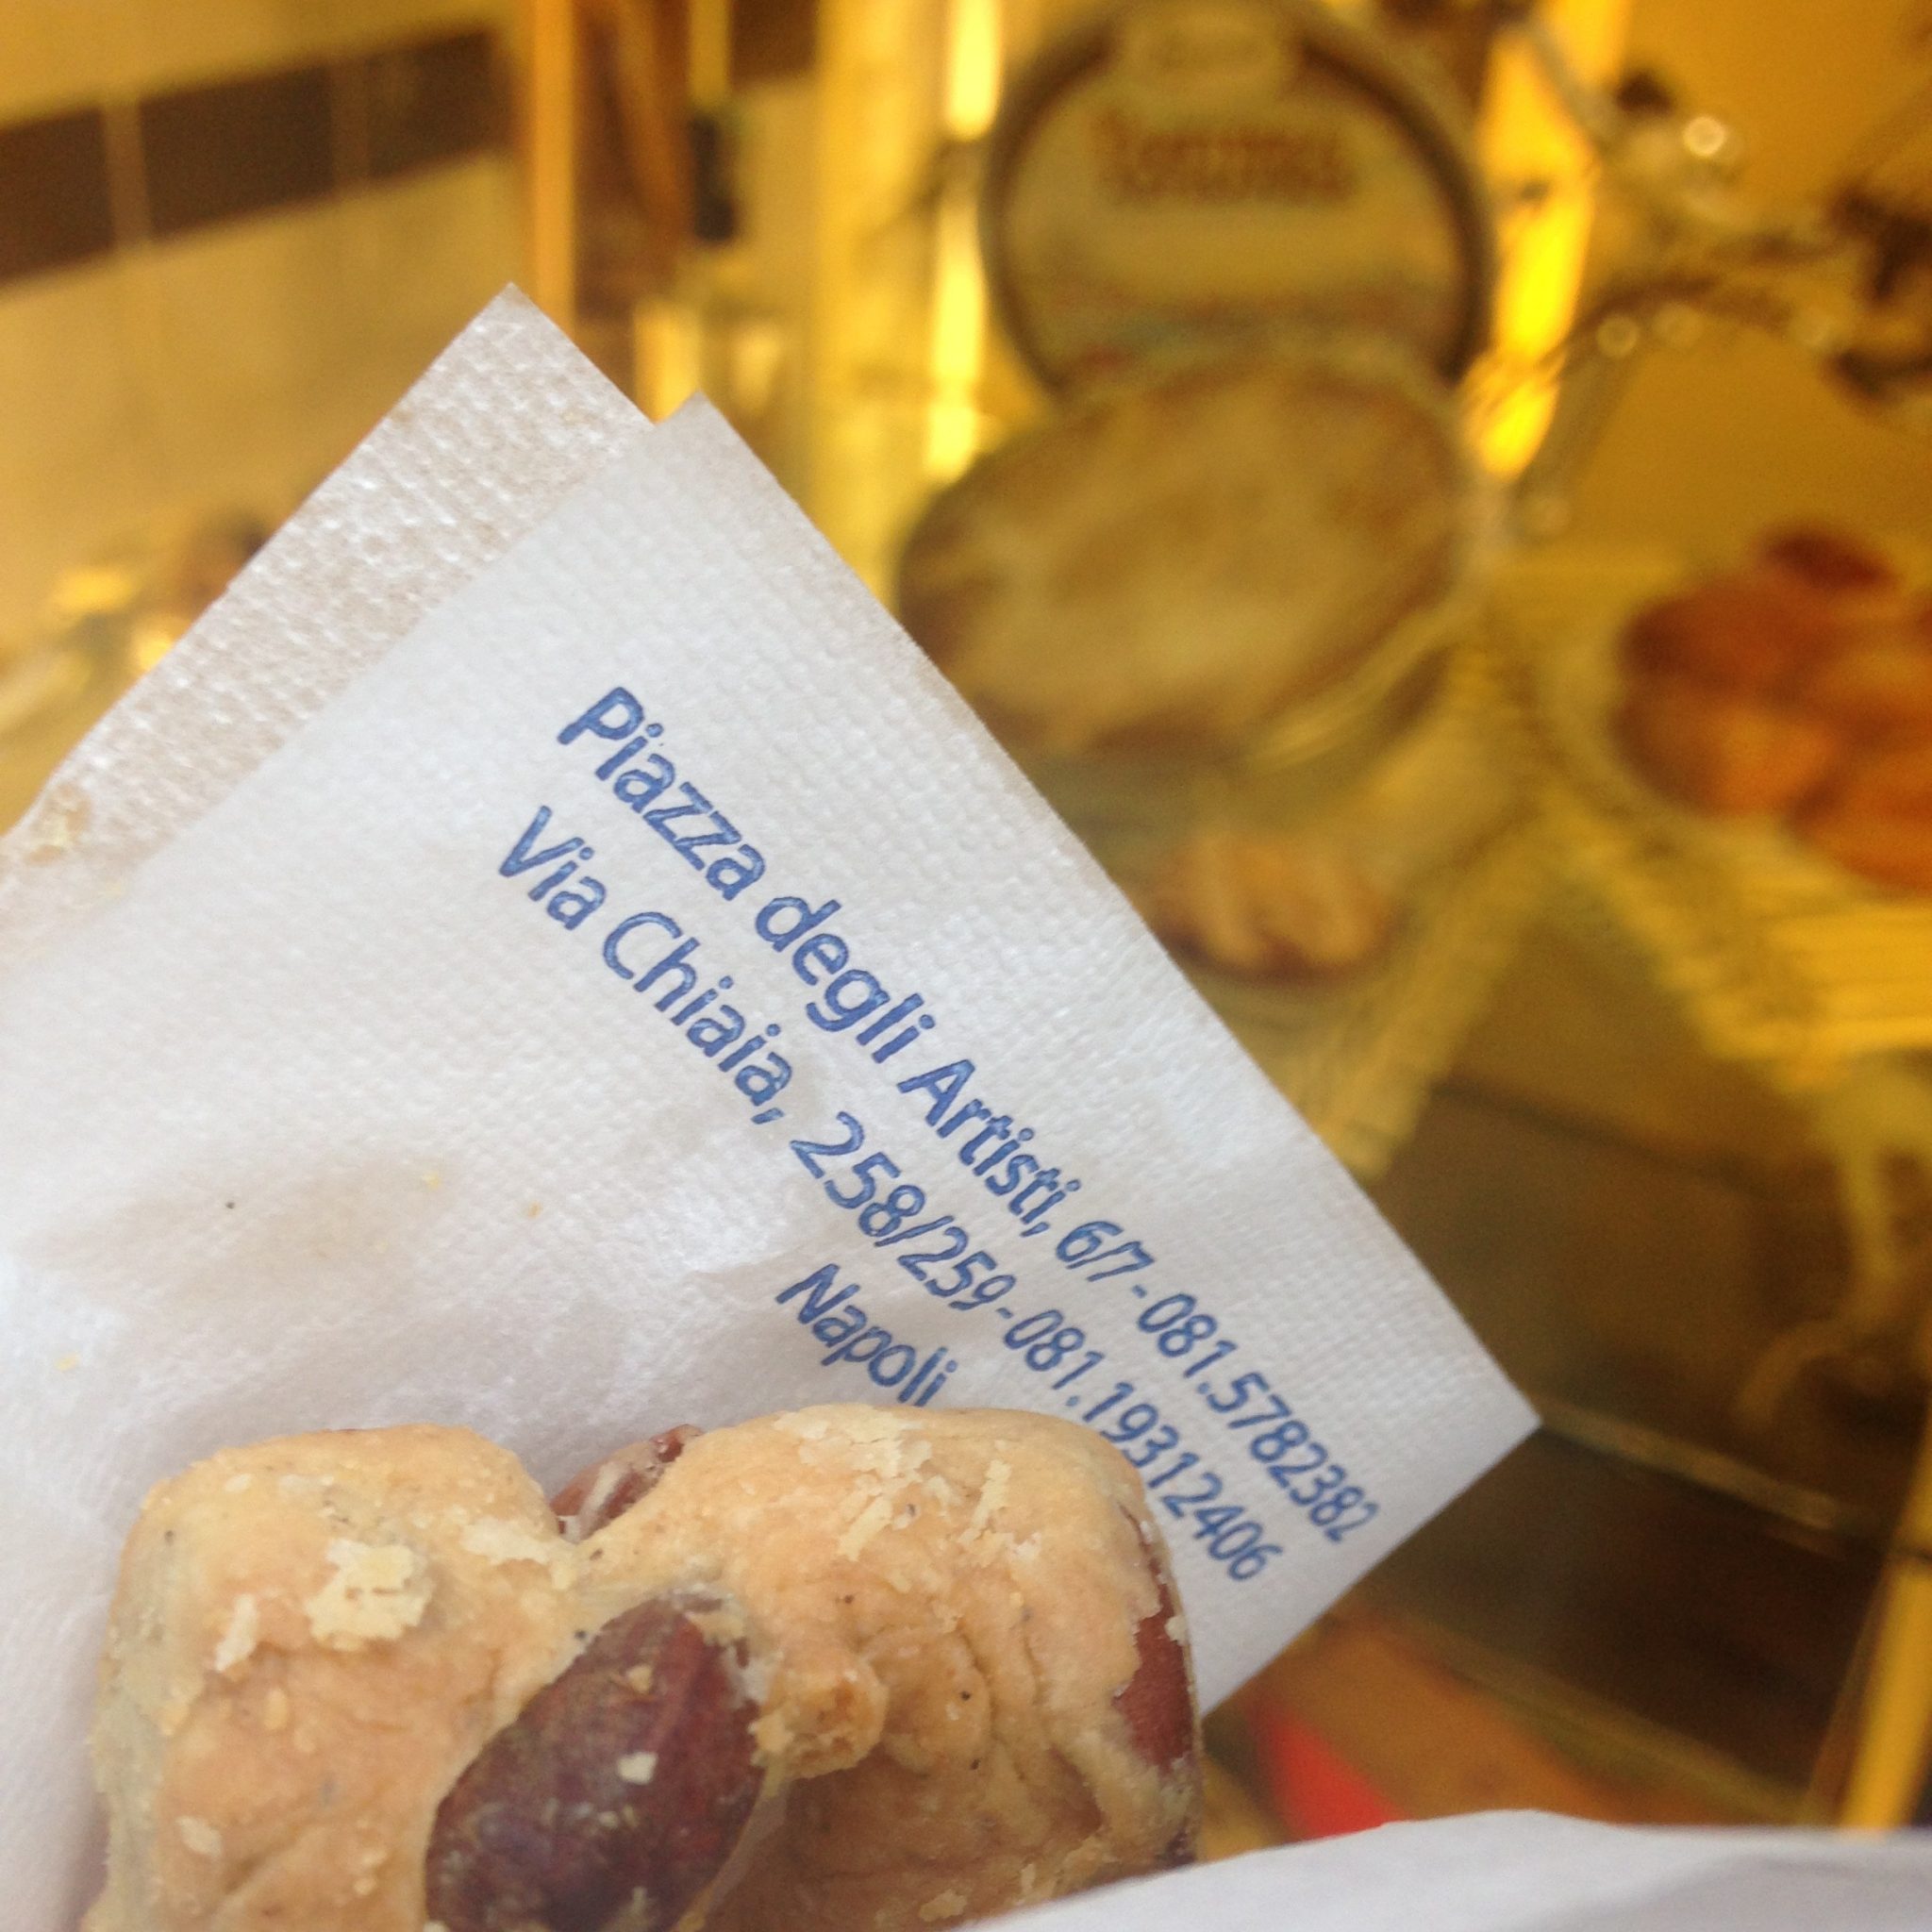 Piazza degli Artisti, 6/7 - 081.5782382
Via Chiaia, 258/259 - 081.19312406
Napoli